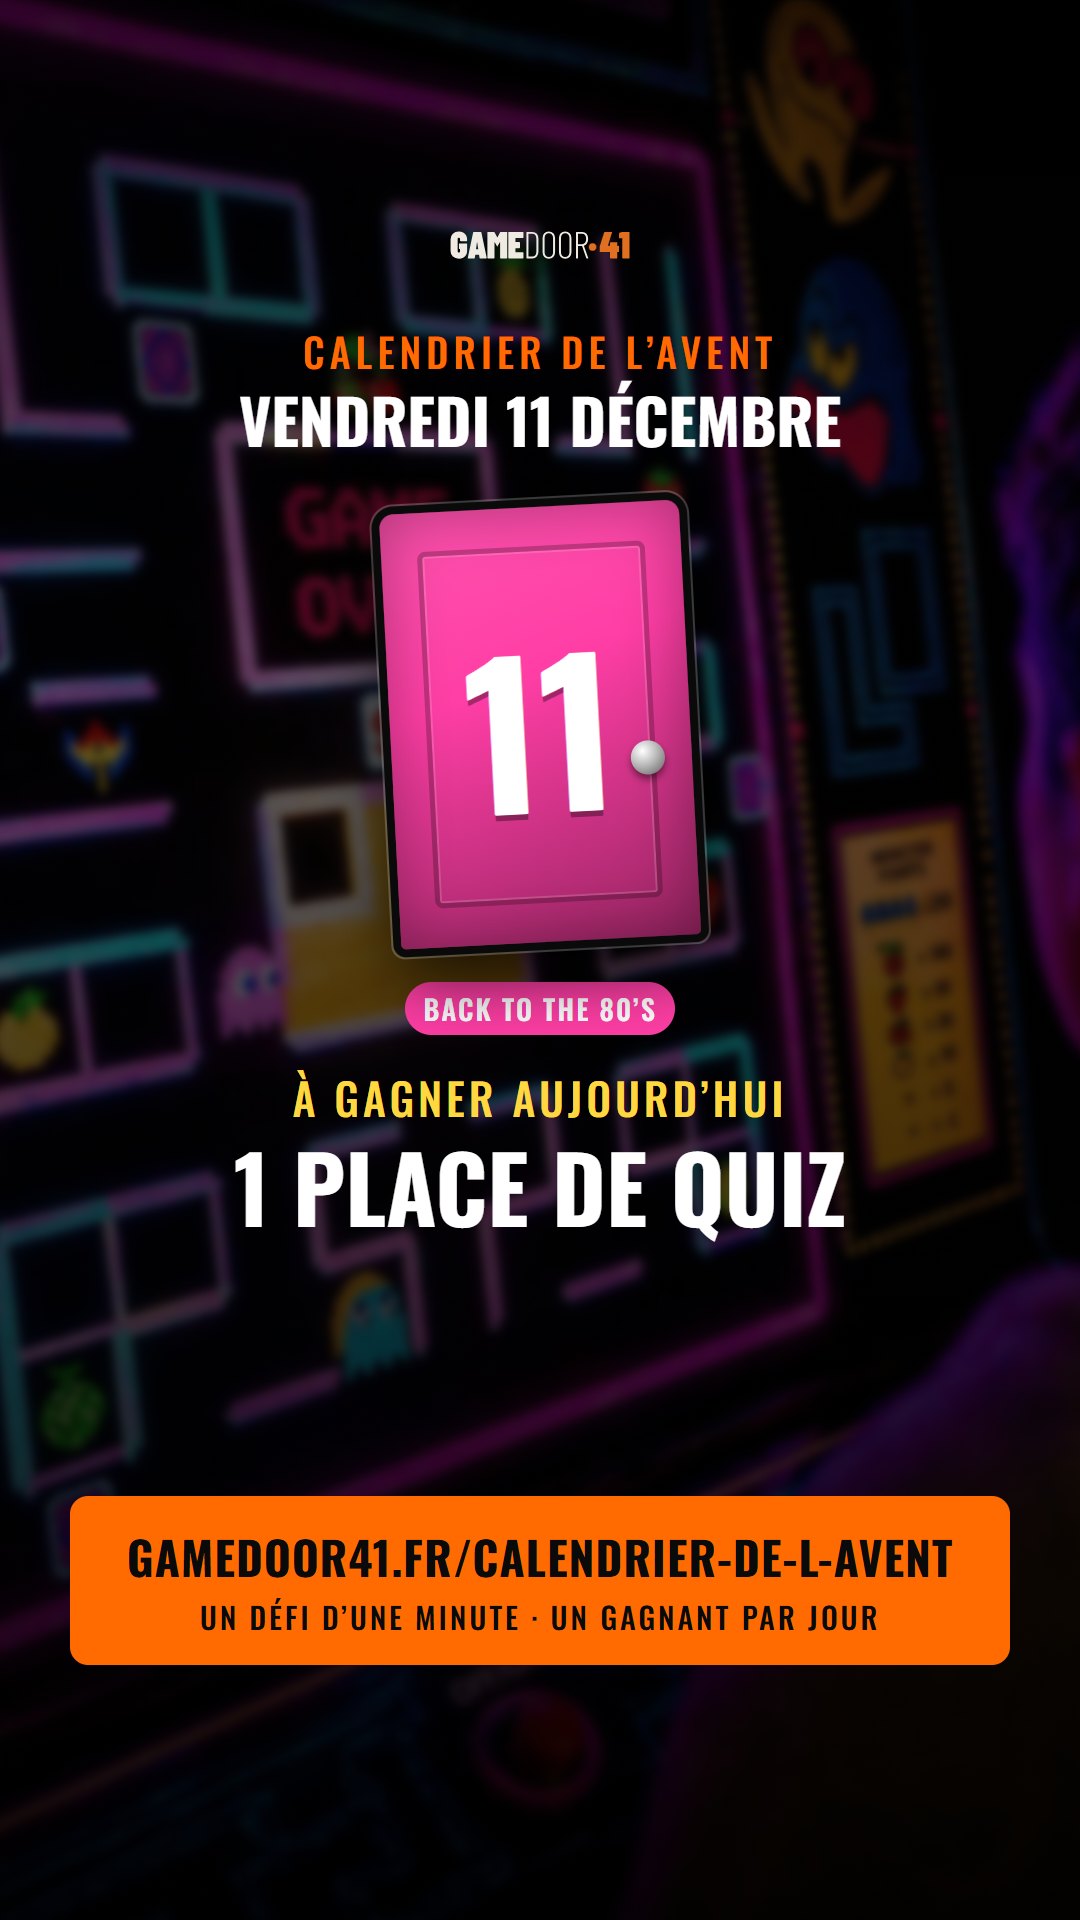 GAMEDOOR·41
CALENDRIER DE L’AVENT
VENDREDI 11 DÉCEMBRE
GAME
11
BACK TO THE 80’S
À GAGNER AUJOURD’HUI
1 PLACE DE QUIZ
GAMEDOOR41.FR/CALENDRIER-DE-L-AVENT
UN DÉFI D’UNE MINUTE · UN GAGNANT PAR JOUR